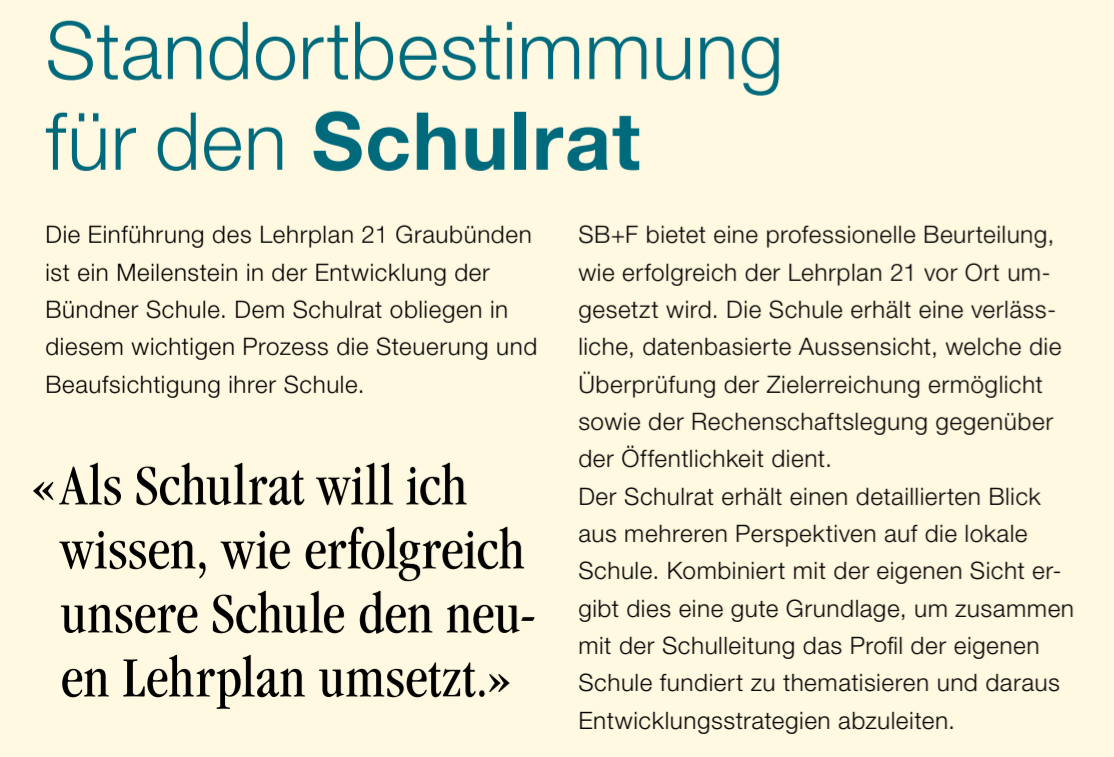 Standortbestimmung
für den Schulrat
Die Einführung des Lehrplan 21 Graubünden
ist ein Meilenstein in der Entwicklung der
Bündner Schule. Dem Schulrat obliegen in
diesem wichtigen Prozess die Steuerung und
Beaufsichtigung ihrer Schule.
«Als Schulrat will ich
wissen, wie erfolgreich
unsere Schule den neu-
en Lehrplan umsetzt.»
SB+F bietet eine professionelle Beurteilung,
wie erfolgreich der Lehrplan 21 vor Ort um-
gesetzt wird. Die Schule erhält eine verläss-
liche, datenbasierte Aussensicht, welche die
Überprüfung der Zielerreichung ermöglicht
sowie der Rechenschaftslegung gegenüber
der Öffentlichkeit dient.
Der Schulrat erhält einen detaillierten Blick
aus mehreren Perspektiven auf die lokale
Schule. Kombiniert mit der eigenen Sicht er-
gibt dies eine gute Grundlage, um zusammen
mit der Schulleitung das Profil der eigenen
Schule fundiert zu thematisieren und daraus
Entwicklungsstrategien abzuleiten.